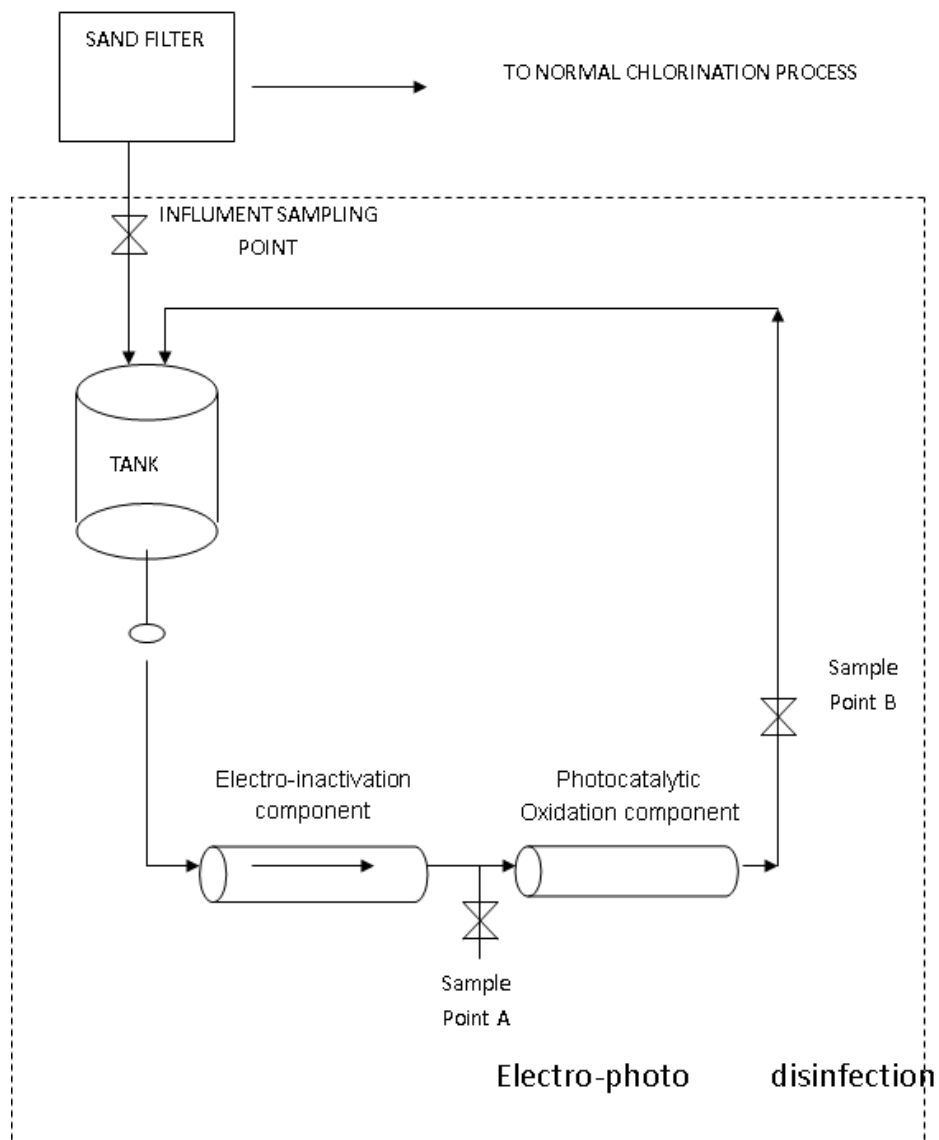 SAND FILTER
TO NORMAL CHLORINATION PROCESS
INFLUMENT SAMPLING
POINT
TANK
Sample
Point B
Electro-inactivation
component
Photocatalytic
Oxidation component
Sample
Point A
Electro-photo disinfection